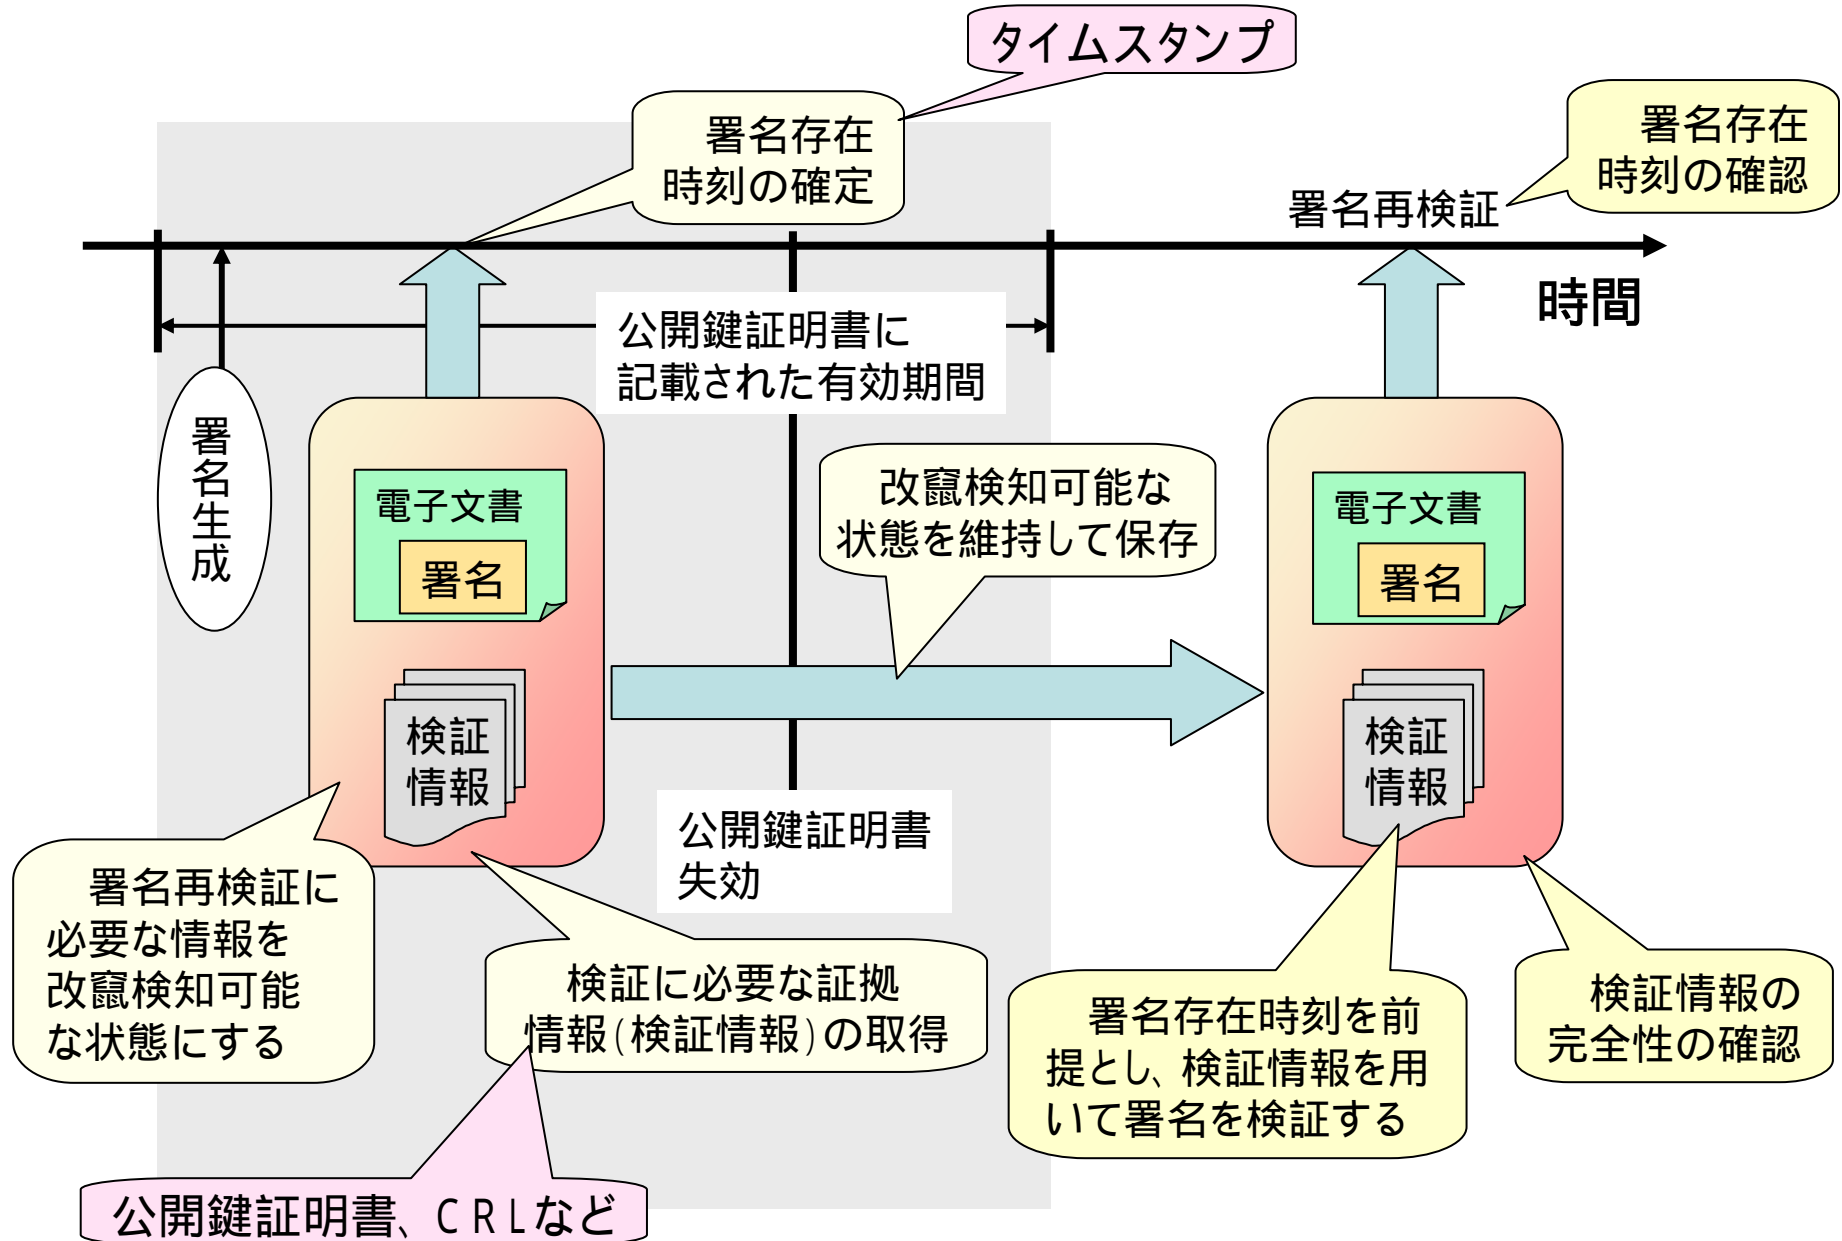 タイムスタンプ
署名存在
時刻の確定
署名存在
時刻の確認
署名再検証
時間
公開鍵証明書に
記載された有効期間
署名生成
電子文書
署名
検証
情報
改竄検知可能な
状態を維持して保存
電子文書
署名
検証
情報
公開鍵証明書
失効
署名再検証に
必要な情報を
改竄検知可能
な状態にする
検証に必要な証拠
情報(検証情報)の取得
署名存在時刻を前
提とし、検証情報を用
いて署名を検証する
検証情報の
完全性の確認
公開鍵証明書、CRLなど